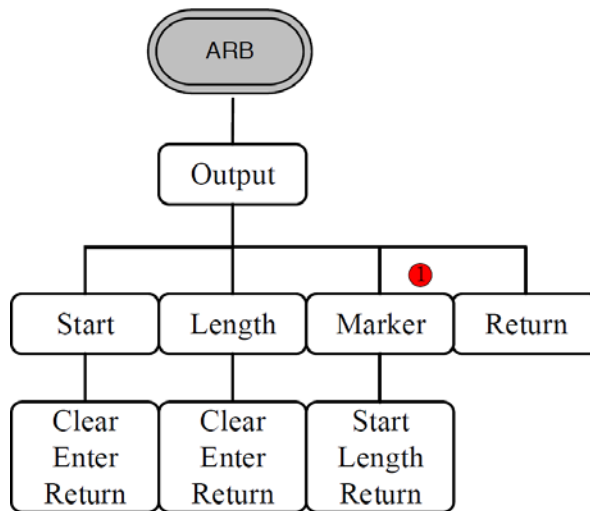 ARB
Output
1
Start
Length
Marker
Return
Clear
Enter
Return
Clear
Enter
Return
Start
Length
Return